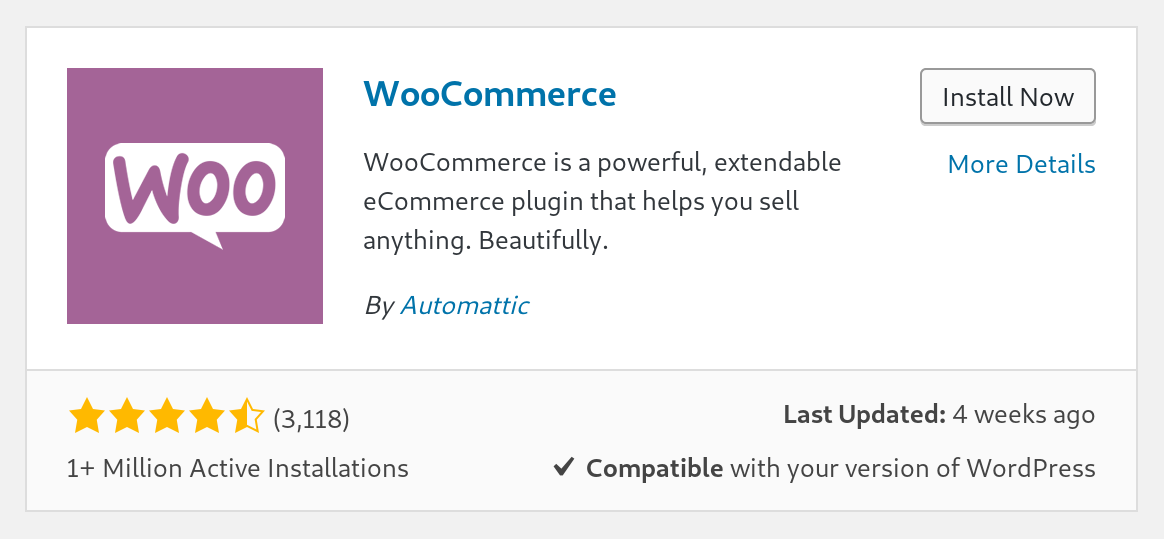 WOO
WooCommerce
Install Now
WooCommerce is a powerful, extendable
More Details
eCommerce plugin that helps you sell
anything. Beautifully.
By Automattic
(3,118)
Last Updated: 4 weeks ago
1+ Million Active Installations
Compatible with your version of WordPress